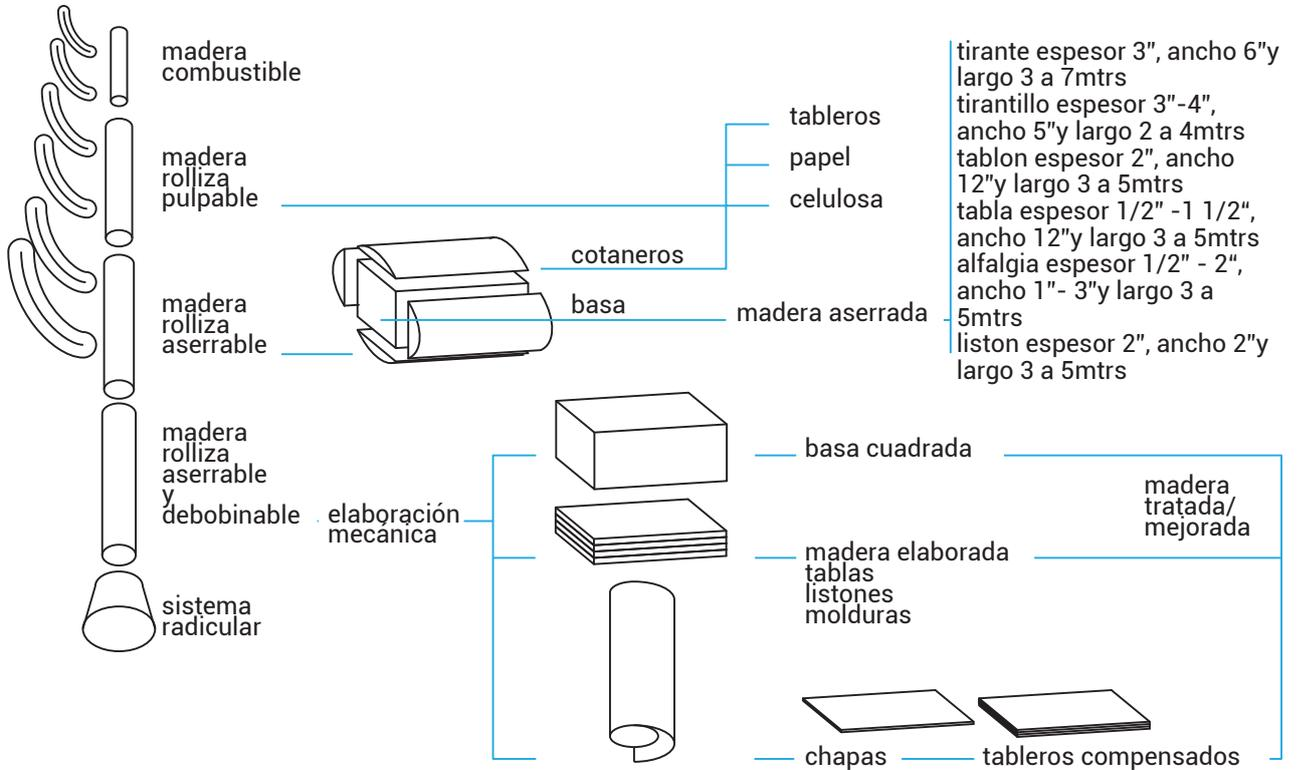 madera
combustible
madera
rolliza
pulpable
madera
rolliza
aserrable
madera
rolliza
aserrable
y
debobinable
sistema
radicular
tableros
papel
celulosa
cotaneros
basa
madera aserrada
tirante espesor 3”, ancho 6”y
largo 3 a 7mtrs
tirantillo espesor 3”-4”,
ancho 5”y largo 2 a 4mtrs
tablon espesor 2”, ancho
12”y largo 3 a 5mtrs
tabla espesor 1/2” -1 1/2“,
ancho 12”y largo 3 a 5mtrs
alfalgia espesor 1/2” - 2“,
ancho 1”- 3”y largo 3 a
5mtrs
liston espesor 2”, ancho 2”y
largo 3 a 5mtrs
elaboración
mecánica
basa cuadrada
madera
tratada/
mejorada
madera elaborada
tablas
listones
molduras
chapas
tableros compensados